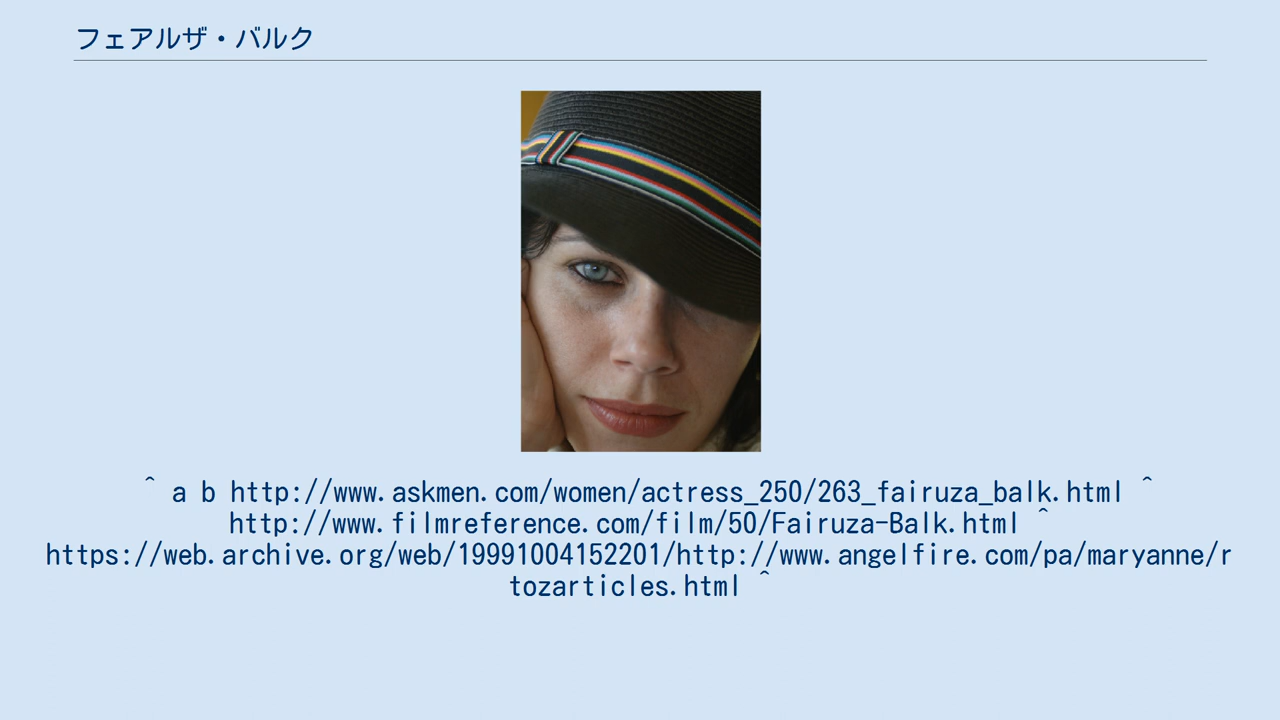 フェアルザ・バルク
^ a b http://www.askmen.com/women/actress_250/263_fairuza_balk.html ^
http://www.filmreference.com/film/50/Fairuza-Balk.html ^
https://web.archive.org/web/19991004152201/http://www.angelfire.com/pa/maryanne/r
tozarticles.html ^